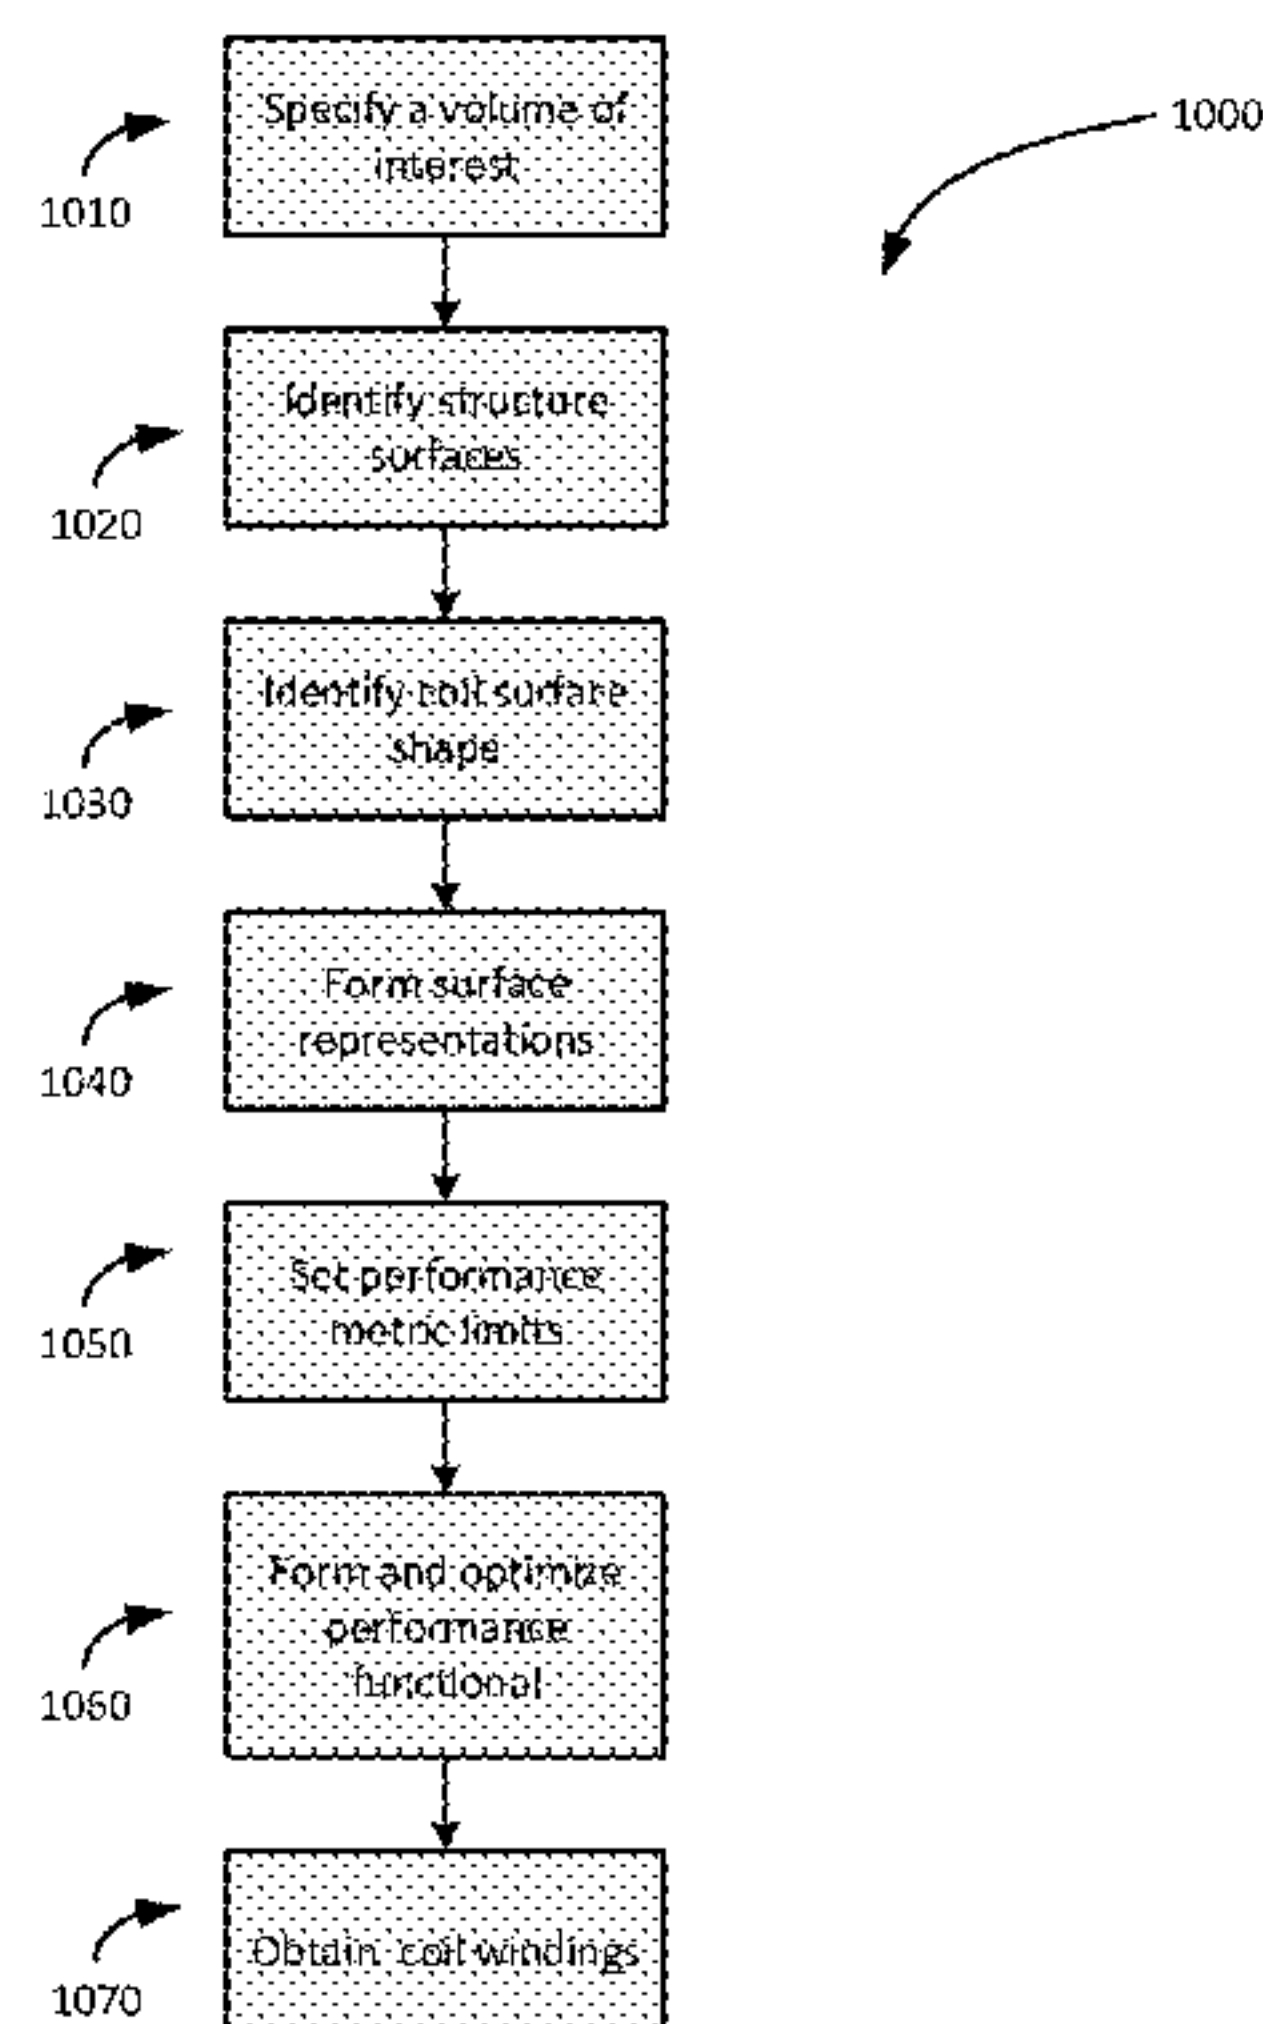 Specify a volume of
interest
1000
1010
Identify structure
surfaces
1020
Identify coil surface
shape
1030
Form surface
representations
1040
Set performance
metric limits
1050
Form and optimize
performance
functional
1060
Obtain coil windings
1070